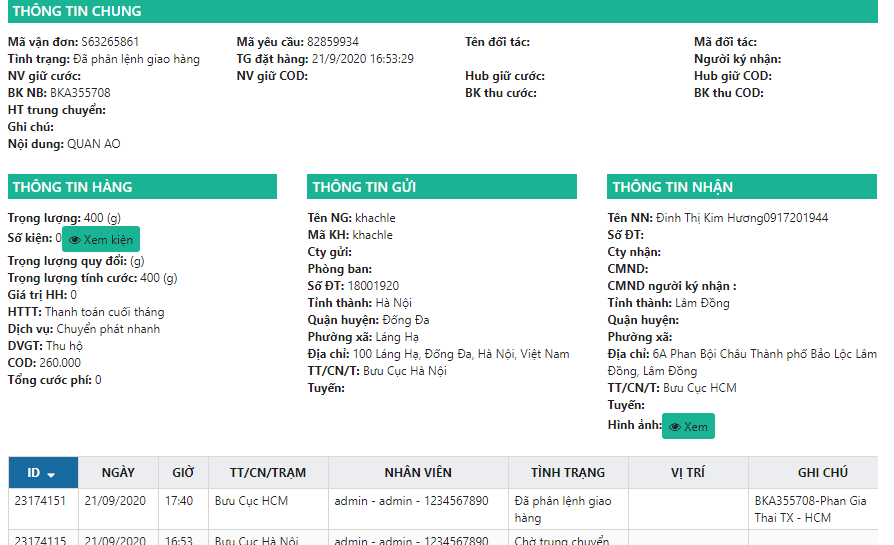 THÔNG TIN CHUNG
Mã vận đơn: S63265861
Mã yêu cầu: 82859934
Tên đối tác:
Mã đối tác:
Tình trạng: Đã phân lệnh giao hàng
TG đặt hàng: 21/9/2020 16:53:29
Người ký nhận:
NV giữ cước:
NV giữ COD:
Hub giữ cước:
Hub giữ COD:
BK NB: BKA355708
BK thu cước:
BK thu COD:
HT trung chuyển:
Ghi chú:
Nội dung: QUAN AO
THÔNG TIN HÀNG
Trọng lượng: 400 (g)
Số kiện: 0 Xem kiện
Trọng lượng quy đổi: (g)
Trọng lượng tính cước: 400 (g)
Giá trị HH: 0
HTTT: Thanh toán cuối tháng
Dịch vụ: Chuyển phát nhanh
DVGT: Thu hộ
COD: 260.000
Tổng cước phí: 0
THÔNG TIN GỬI
Tên NG: khachle
Mã KH: khachle
Cty gửi:
Phòng ban:
Số ĐT: 18001920
Tỉnh thành: Hà Nội
Quận huyện: Đống Đa
Phường xã: Láng Hạ
Địa chỉ: 100 Láng Hạ, Đống Đa, Hà Nội, Việt Nam
TT/CN/T: Bưu Cục Hà Nội
Tuyến:
THÔNG TIN NHẬN
Tên NN: Đinh Thị Kim Hương0917201944
Số ĐT:
Cty nhận:
CMND:
CMND người ký nhận :
Tỉnh thành: Lâm Đồng
Quận huyện:
Phường xã:
Địa chỉ: 6A Phan Bội Châu Thành phố Bảo Lộc Lâm
Đồng, Lâm Đồng
TT/CN/T: Bưu Cục HCM
Tuyến:
Hình ảnh: Xem
ID NGÀY GIỜ TT/CN/TRẠM NHÂN VIÊN TÌNH TRẠNG VỊ TRÍ GHI CHÚ
23174151 21/09/2020 17:40 Bưu Cục HCM admin - admin - 1234567890 Đã phân lệnh giao BKA355708-Phan Gia
hàng Thai TX - HCM
23174115 21/09/2020 16:53 Bưu Cục Hà Nội admin - admin - 1234567890 Chờ trung chuyển